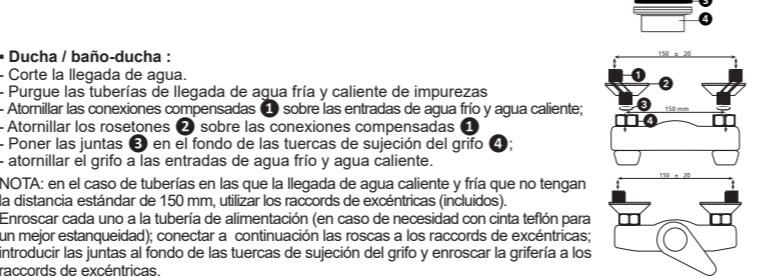 3
4
▪ Ducha / baño-ducha :
- Corte la llegada de agua.
- Purgue las tuberías de llegada de agua fría y caliente de impurezas
- Atornillar las conexiones compensadas ❶ sobre las entradas de agua frío y agua caliente;
- Atornillar los rosetones ❷ sobre las conexiones compensadas ❶
- Poner las juntas ❸ en el fondo de las tuercas de sujeción del grifo ❹;
- atornillar el grifo a las entradas de agua frío y agua caliente.
NOTA: en el caso de tuberías en las que la llegada de agua caliente y fría que no tengan
la distancia estándar de 150 mm, utilizar los raccords de excéntricas (incluidos).
Enroscar cada uno a la tubería de alimentación (en caso de necesidad con cinta teflón para
un mejor estanqueidad); conectar a continuación las roscas a los raccords de excéntricas;
introducir las juntas al fondo de las tuercas de sujeción del grifo y enroscar la grifería a los
raccords de excéntricas.
150 ± 20
1
2
3
150 mm
4
150 ± 20